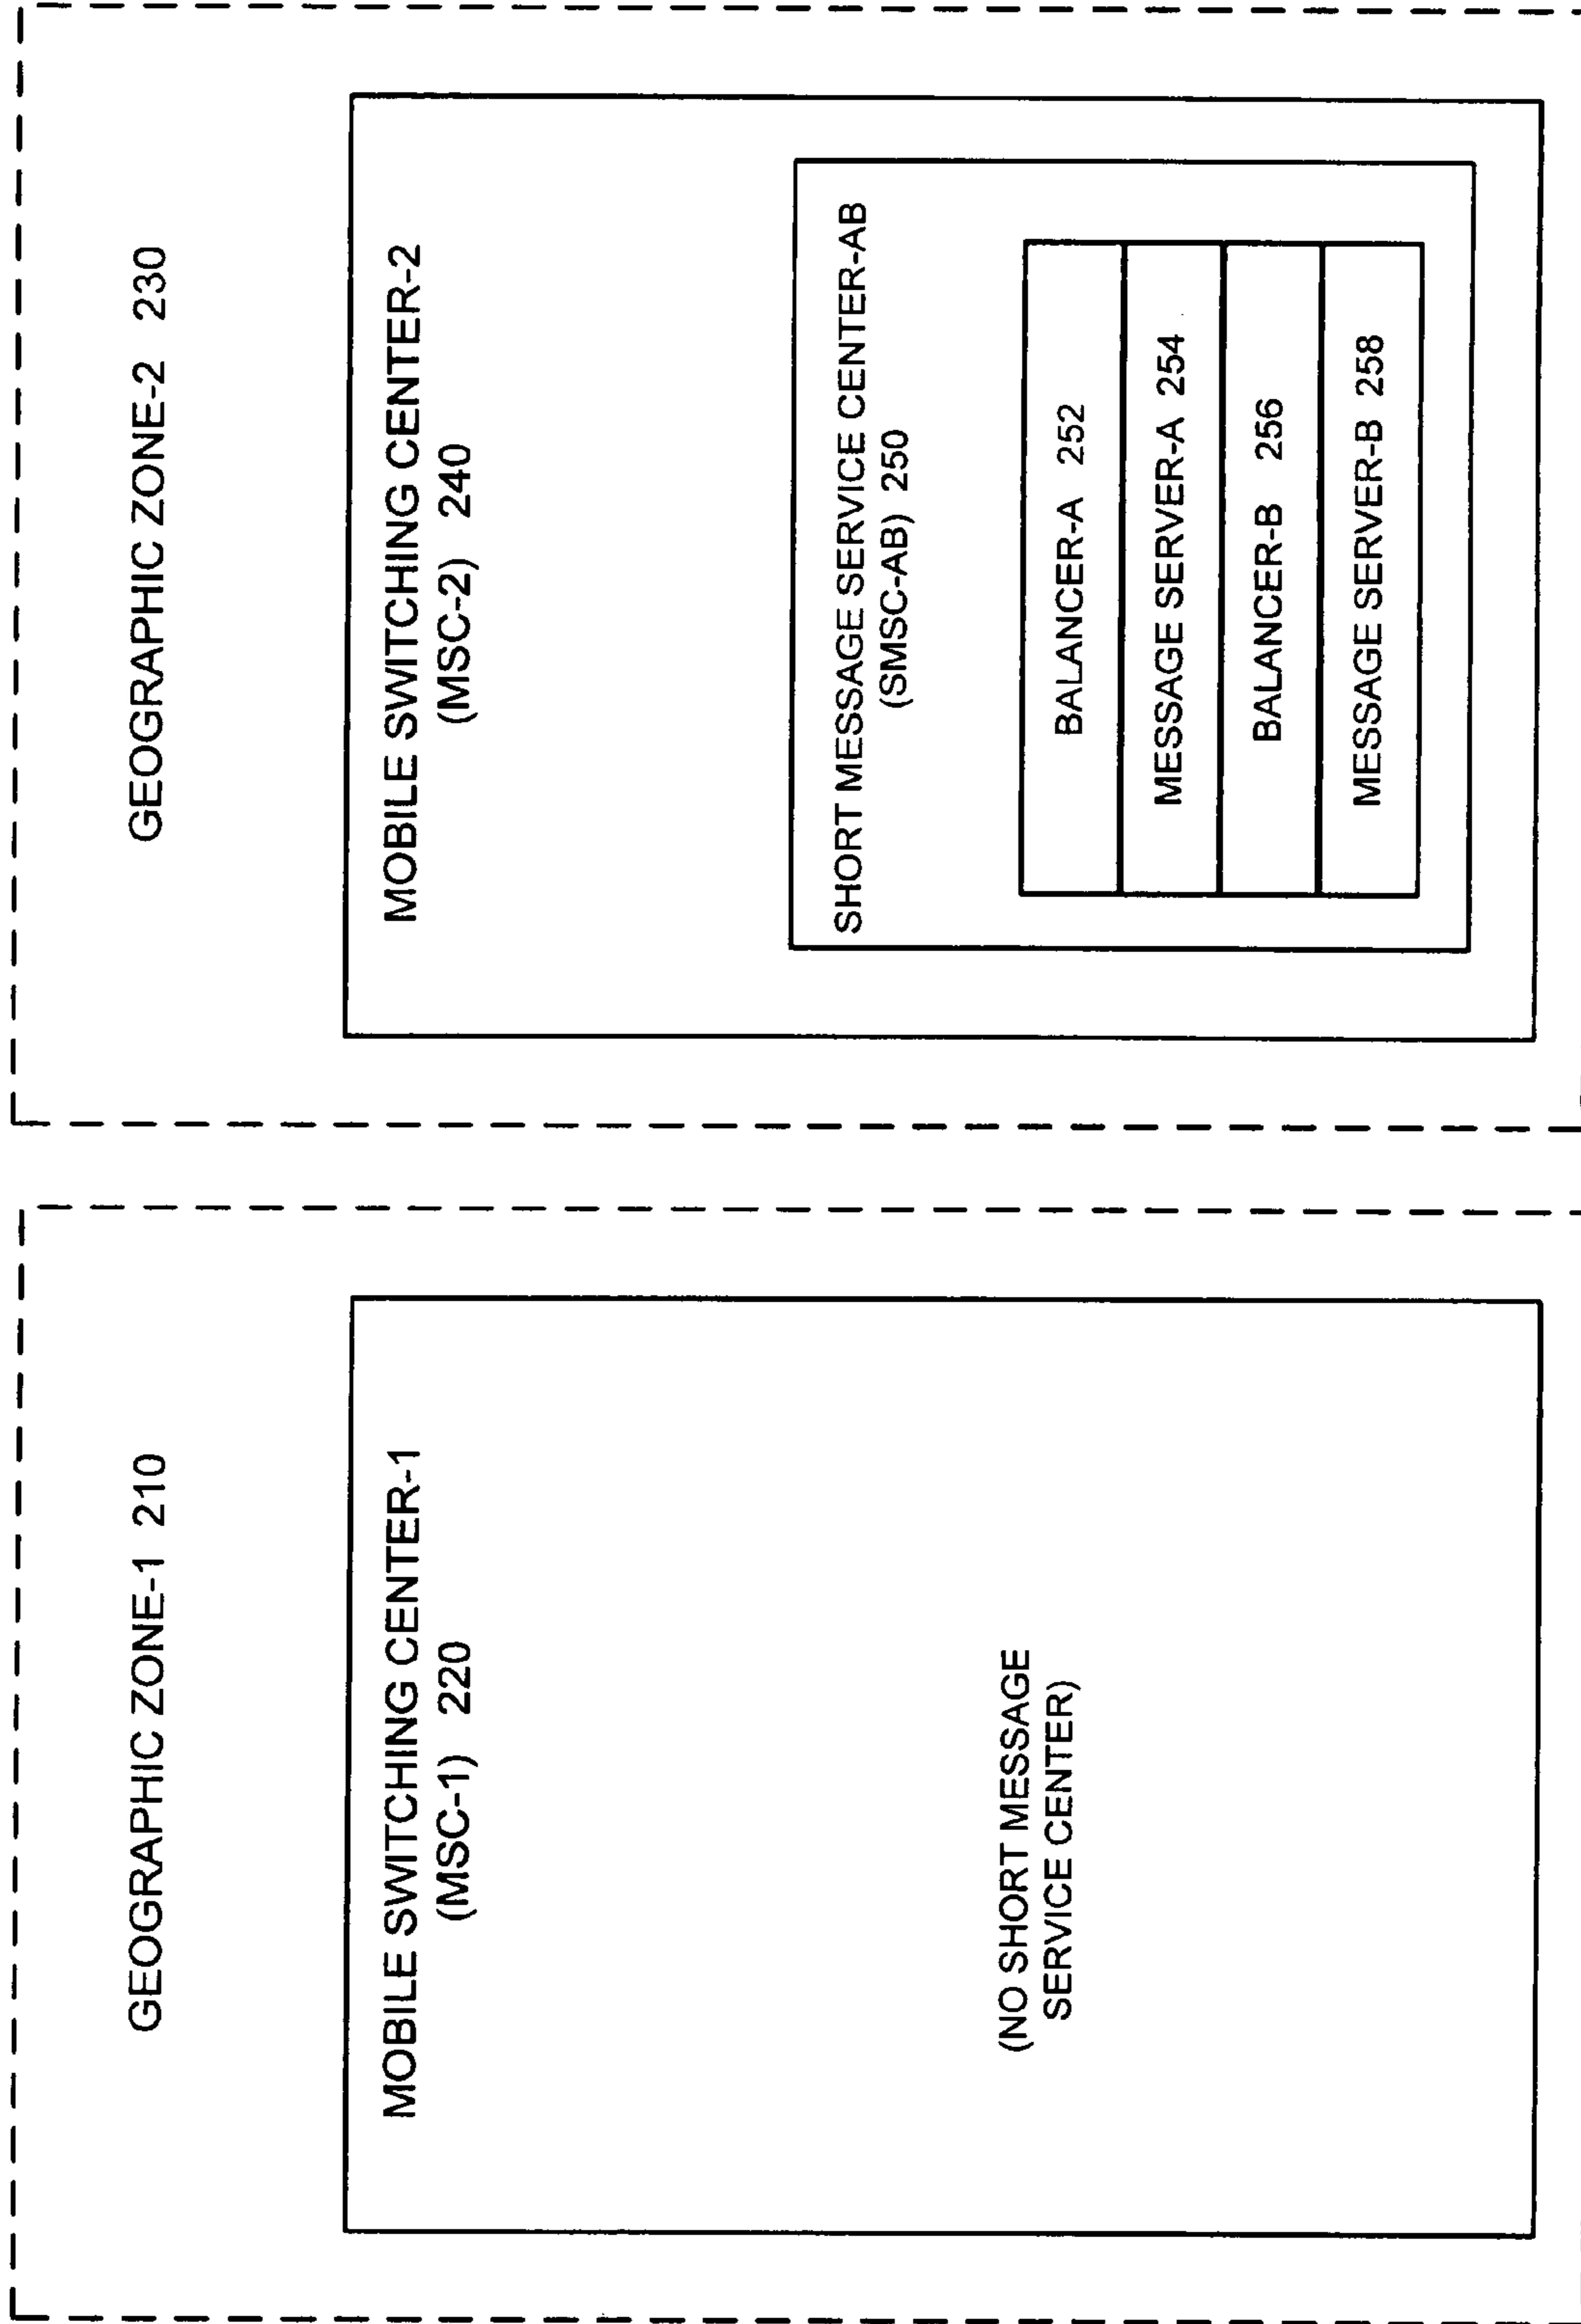 GEOGRAPHIC ZONE-1 210
MOBILE SWITCHING CENTER-1
(MSC-1) 220
(NO SHORT MESSAGE
SERVICE CENTER)
GEOGRAPHIC ZONE-2 230
MOBILE SWITCHING CENTER-2
(MSC-2) 240
SHORT MESSAGE SERVICE CENTER-AB
(SMSC-AB) 250
BALANCER-A 252
MESSAGE SERVER-A 254
BALANCER-B 256
MESSAGE SERVER-B 258